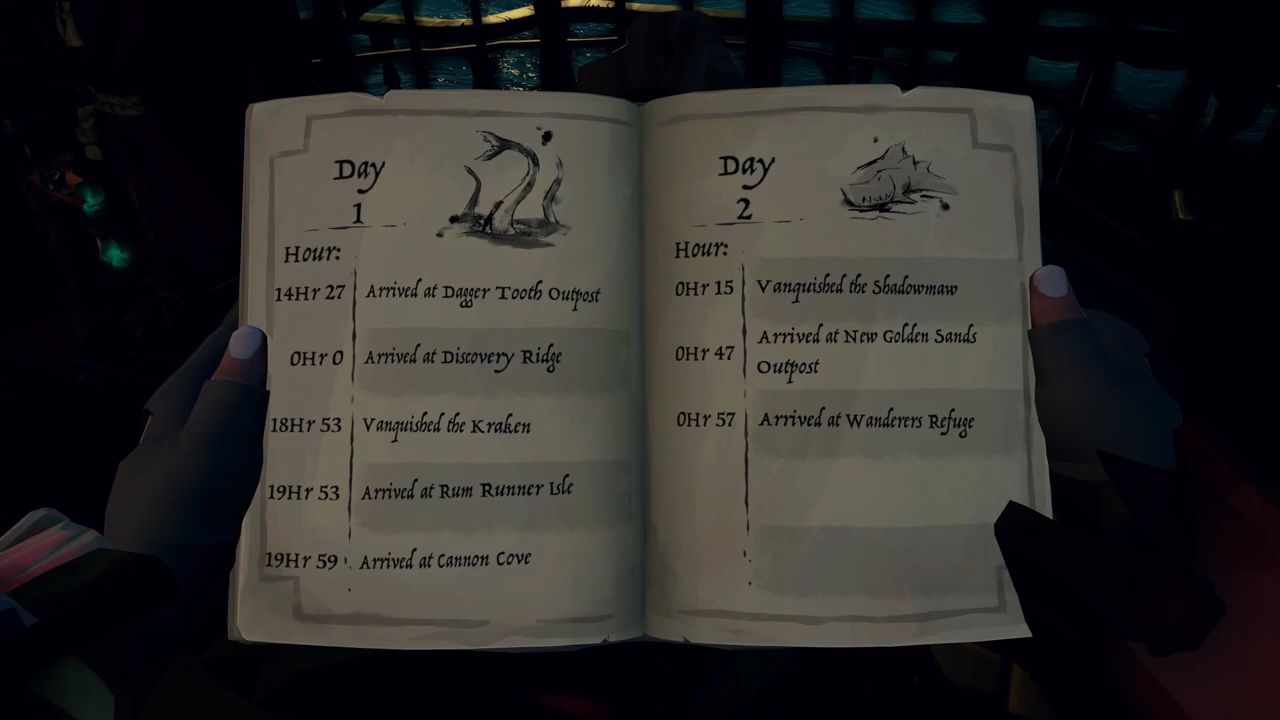 Day
1
Hour:
14Hr 27 Arrived at Dagger Tooth Outpost
0Hr 0 Arrived at Discovery Ridge
18Hr 53 Vanquished the Kraken
19Hr 53 Arrived at Rum Runner Isle
19Hr 59 Arrived at Cannon Cove
Day
2
Hour:
0Hr 15 Vanquished the Shadowmaw
0Hr 47 Arrived at New Golden Sands
Outpost
0Hr 57 Arrived at Wanderers Refuge